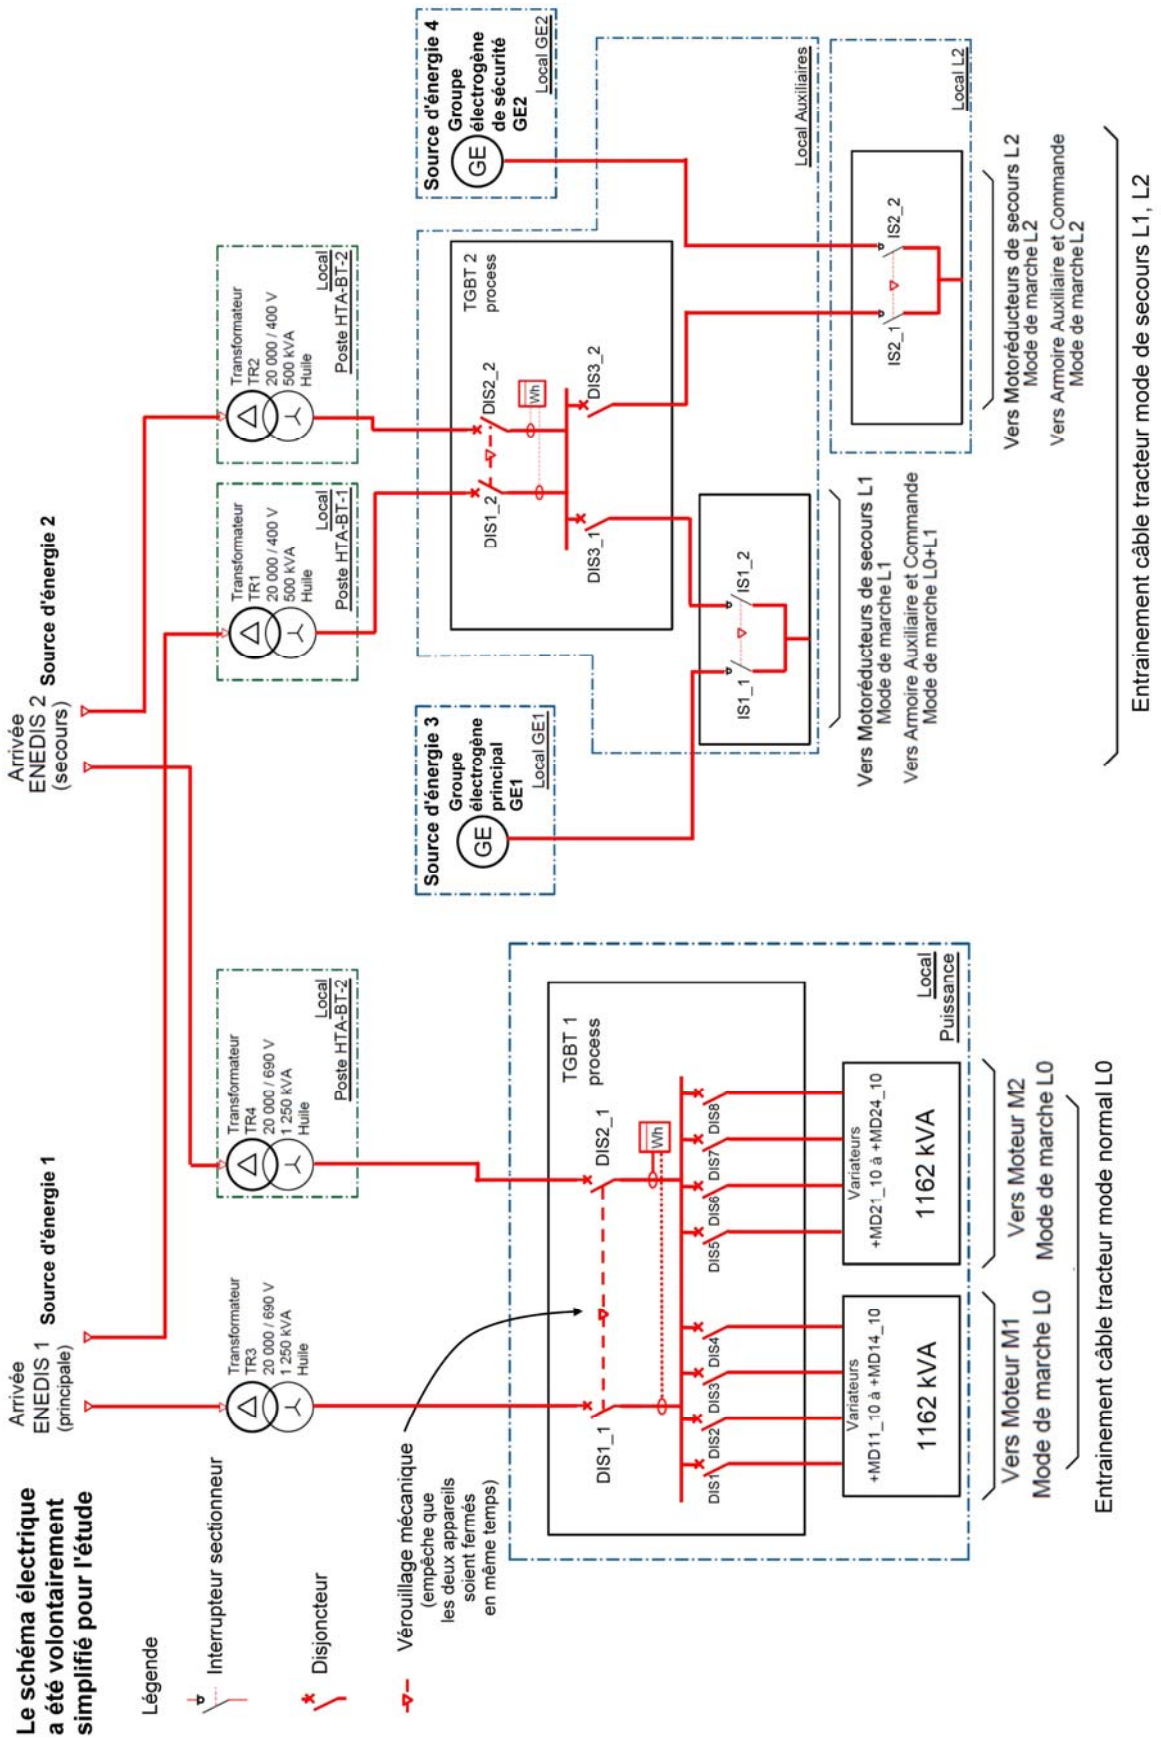 Le schéma électrique
a été volontairement
simplifié pour l'étude
Légende
Interrupteur sectionneur
Disjoncteur
Vérouillage mécanique
(empêche que
les deux appareils
soient fermés
en même temps)
Arrivée
ENEDIS 1
(principale)
Source d'énergie 1
Arrivée
ENEDIS 2
(secours)
Source d'énergie 2
Transformateur
TR3
20 000 / 690 V
1 250 kVA
Huile
Transformateur
TR4
20 000 / 690 V
1 250 kVA
Huile
Local
Poste HTA-BT-2
Transformateur
TR1
20 000 / 400 V
500 kVA
Huile
Local
Poste HTA-BT-1
Transformateur
TR2
20 000 / 400 V
500 kVA
Huile
Local
Poste HTA-BT-2
TGBT 1
process
DIS1_1
DIS2_1
Wh
DIS1
DIS2
DIS3
DIS4
DIS5
DIS6
DIS7
DIS8
Variateurs
+MD11_10 à +MD14_10
1162 kVA
Variateurs
+MD21_10 à +MD24_10
1162 kVA
Local
Puissance
Vers Moteur M1
Mode de marche L0
Vers Moteur M2
Mode de marche L0
Entrainement câble tracteur mode normal L0
Source d'énergie 3
Groupe
électrogène
principal
GE1
GE
Local GE1
TGBT 2
process
DIS1_2
DIS2_2
Wh
DIS3_1
DIS3_2
Source d'énergie 4
Groupe
électrogène
de sécurité
GE2
GE
Local GE2
Local Auxiliaires
IS1_1
IS1_2
Vers Motoréducteurs de secours L1
Mode de marche L1
Vers Armoire Auxiliaire et Commande
Mode de marche L0+L1
IS2_1
IS2_2
Local L2
Vers Motoréducteurs de secours L2
Mode de marche L2
Vers Armoire Auxiliaire et Commande
Mode de marche L2
Entrainement câble tracteur mode de secours L1, L2